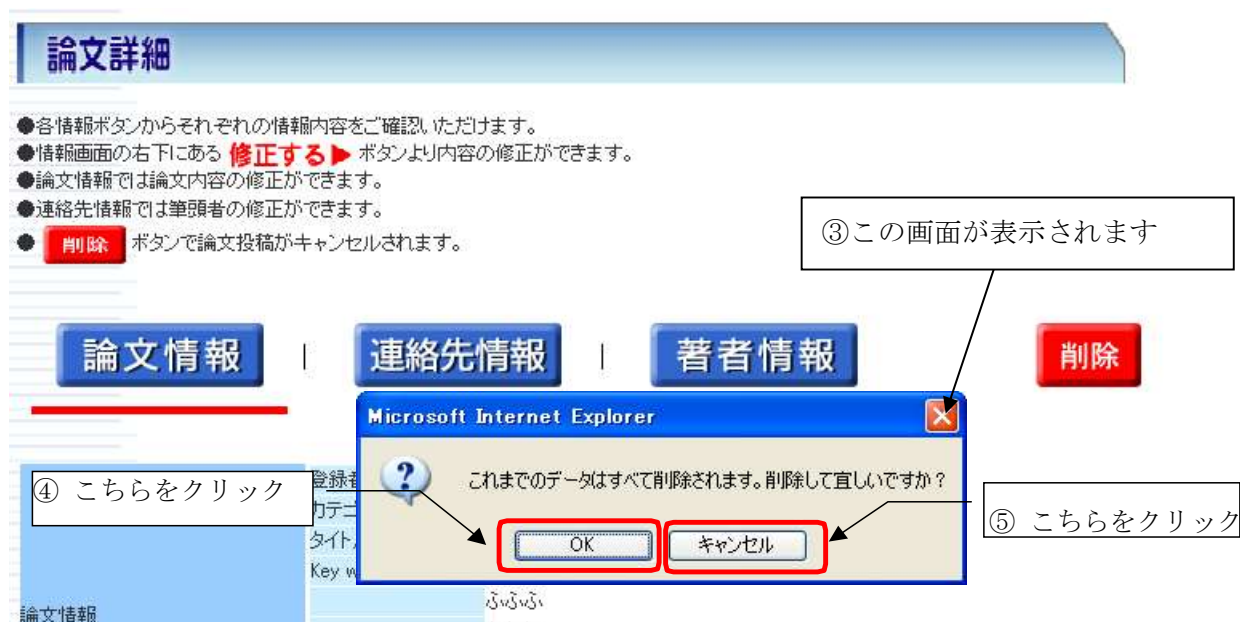 論文詳細
●各情報ボタンからそれぞれの情報内容をご確認いただけます。
●情報画面の右下にある 修正する▶ ボタンより内容の修正ができます。
●論文情報では論文内容の修正ができます。
●連絡先情報では筆頭者の修正ができます。
● 削除 ボタンで論文投稿がキャンセルされます。
③この画面が表示されます
論文情報 | 連絡先情報 | 著者情報 削除
Microsoft Internet Explorer
これまでのデータはすべて削除されます。削除して宜しいですか？
OK キャンセル
④ こちらをクリック
⑤ こちらをクリック
登録
カテゴ
タイト
Key
ふふふ
論文情報